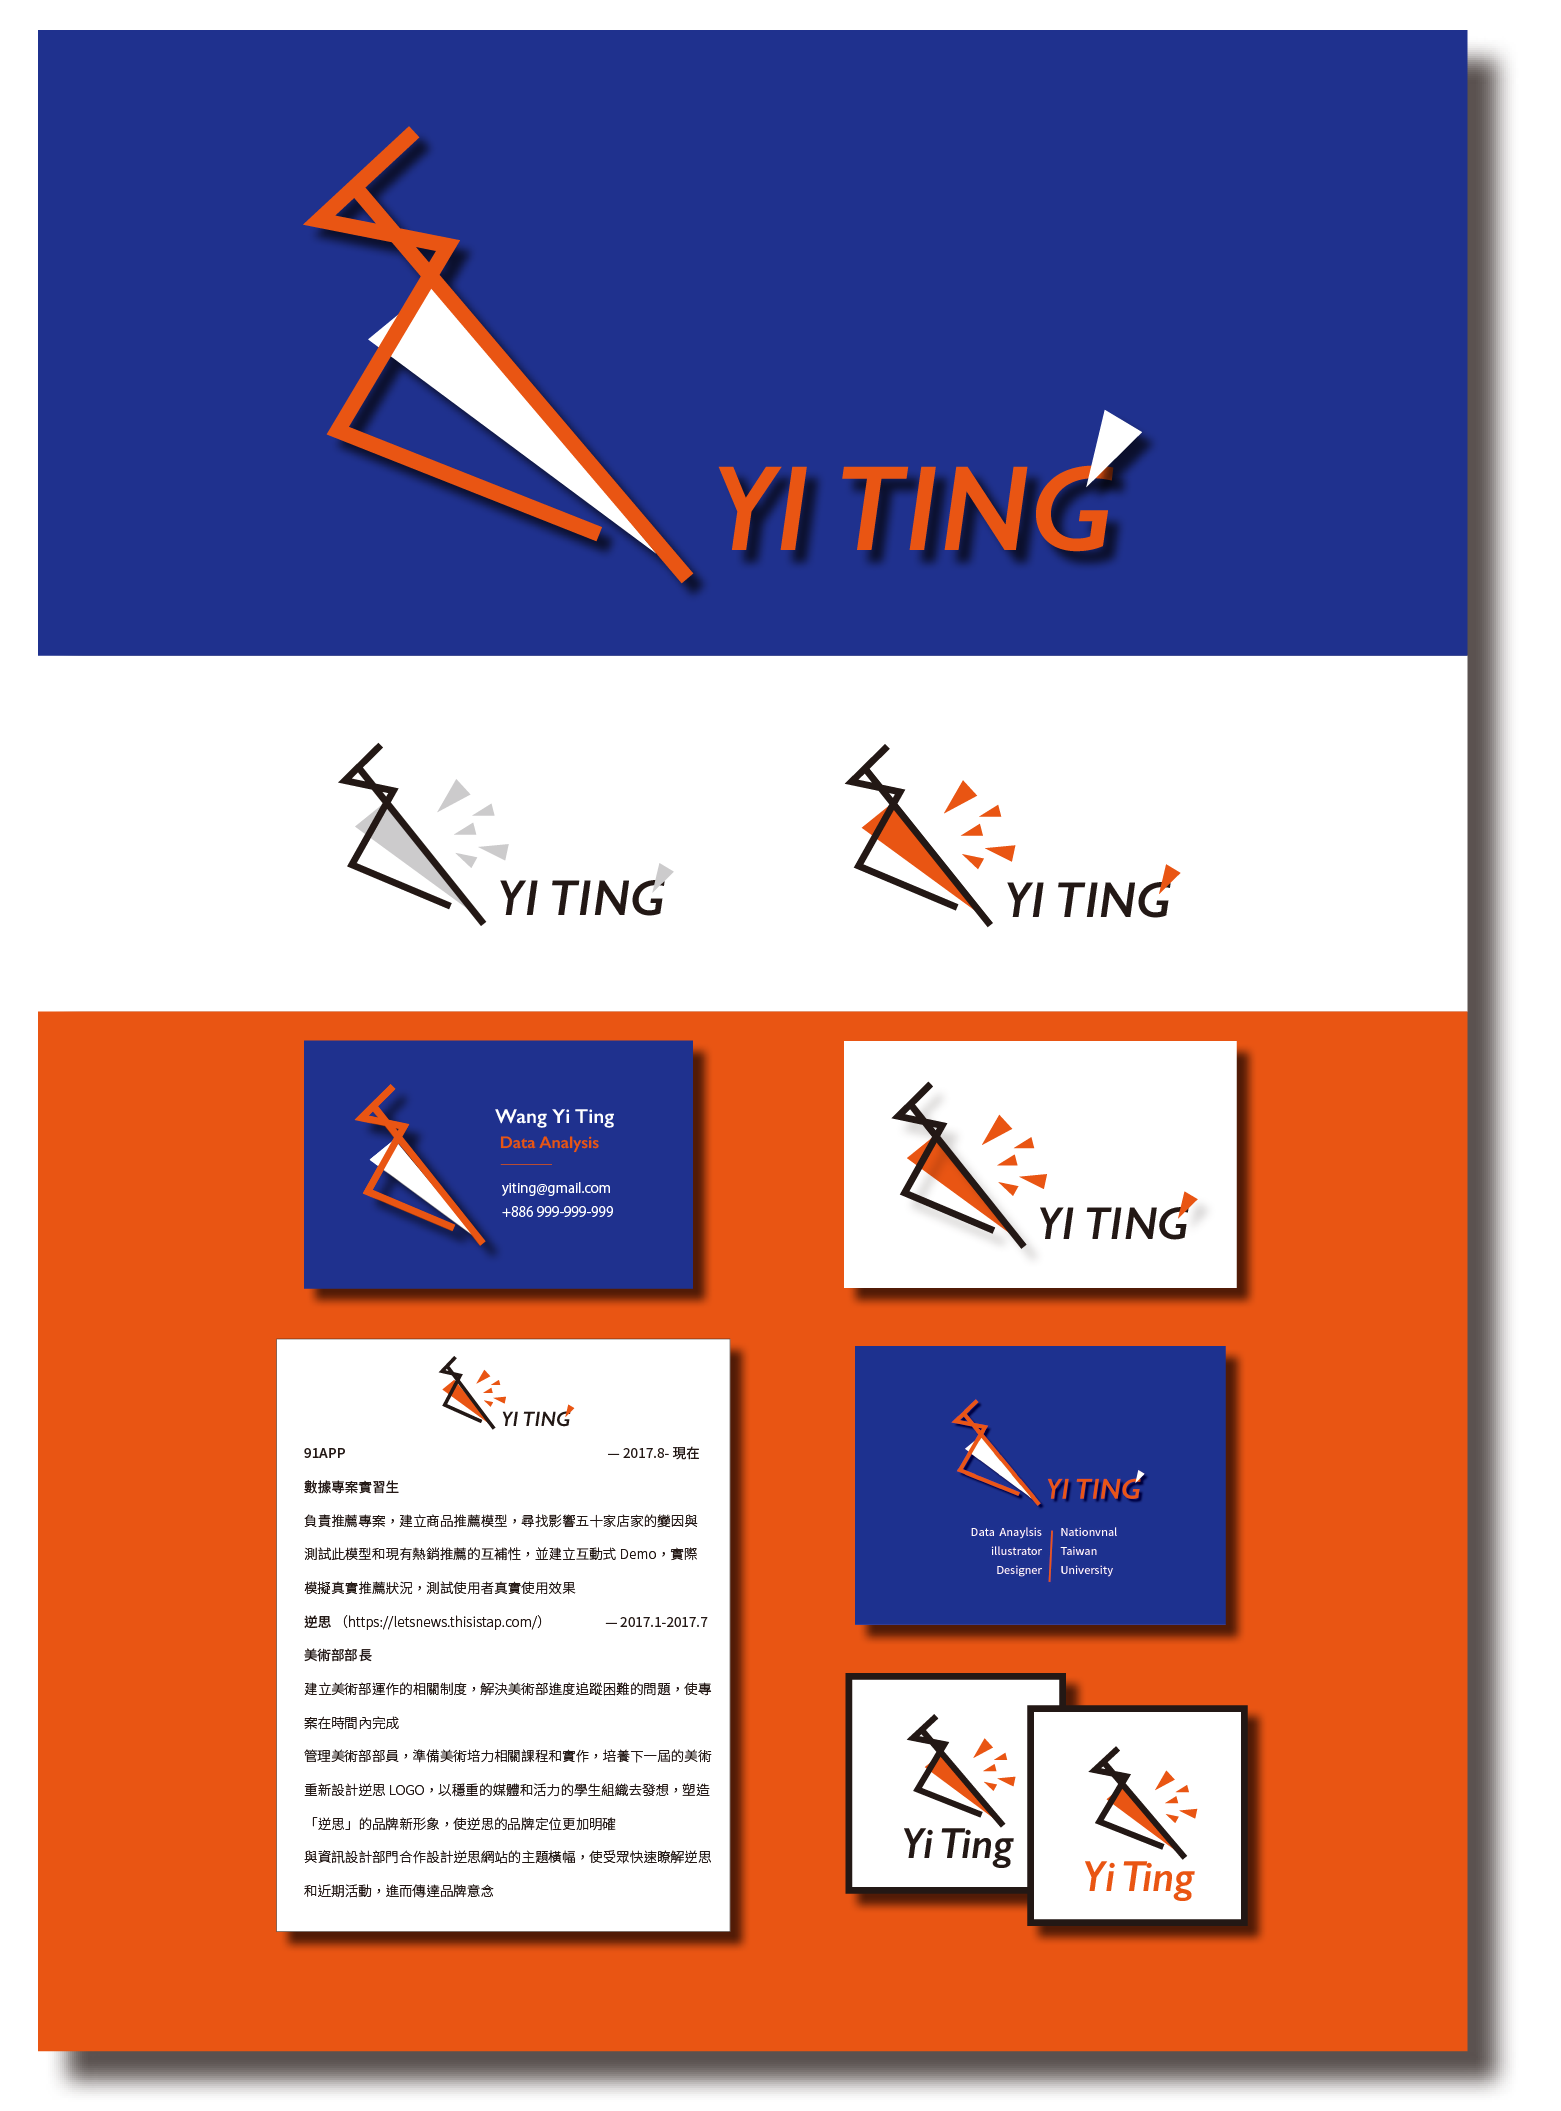 YI TING
YI TING
YI TING
Wang Yi Ting
Data Analysis
yiting@gmail.com
+886 999-999-999
YI TING
YI TING
91APP — 2017.8- 現在
數據專案實習生
負責推薦專案，建立商品推薦模型，尋找影響五十家店家的變因與
測試此模型和現有熱銷推薦的互補性，並建立互動式 Demo，實際
模擬真實推薦狀況，測試使用者真實使用效果
逆思 （https://letsnews.thisistap.com/） — 2017.1-2017.7
美術部部長
建立美術部運作的相關制度，解決美術部進度追蹤困難的問題，使專
案在時間內完成
管理美術部部員，準備美術培力相關課程和實作，培養下一屆的美術
重新設計逆思 LOGO，以穩重的媒體和活力的學生組織去發想，塑造
「逆思」的品牌新形象，使逆思的品牌定位更加明確
與資訊設計部門合作設計逆思網站的主題橫幅，使受眾快速瞭解逆思
和近期活動，進而傳達品牌意念
YI TING
Data Anaylsis Nationvnal
illustrator Taiwan
Designer University
Yi Ting
Yi Ting